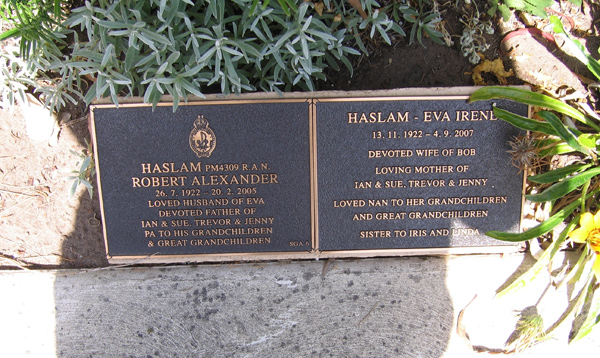 HASLAM PM4309 R.A.N.
ROBERT ALEXANDER
26. 7. 1922 – 20. 2. 2005
LOVED HUSBAND OF EVA
DEVOTED FATHER OF
IAN & SUE, TREVOR & JENNY
PA TO HIS GRANDCHILDREN
& GREAT GRANDCHILDREN
HASLAM - EVA IRENE
13. 11. 1922 – 4. 9. 2007
DEVOTED WIFE OF BOB
LOVING MOTHER OF
IAN & SUE, TREVOR & JENNY
LOVED NAN TO HER GRANDCHILDREN
AND GREAT GRANDCHILDREN
SISTER TO IRIS AND LINDA